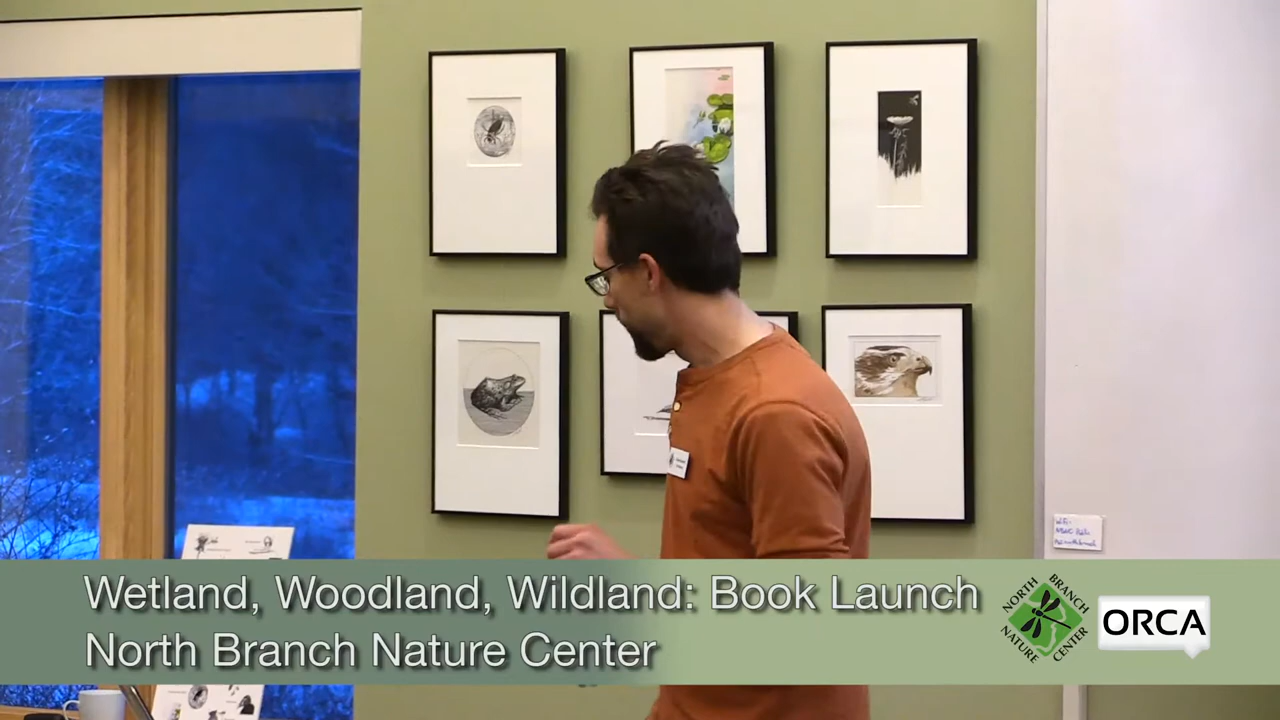 Wetland, Woodland, Wildland: Book Launch
North Branch Nature Center
NORTH BRANCH
NATURE CENTER
ORCA